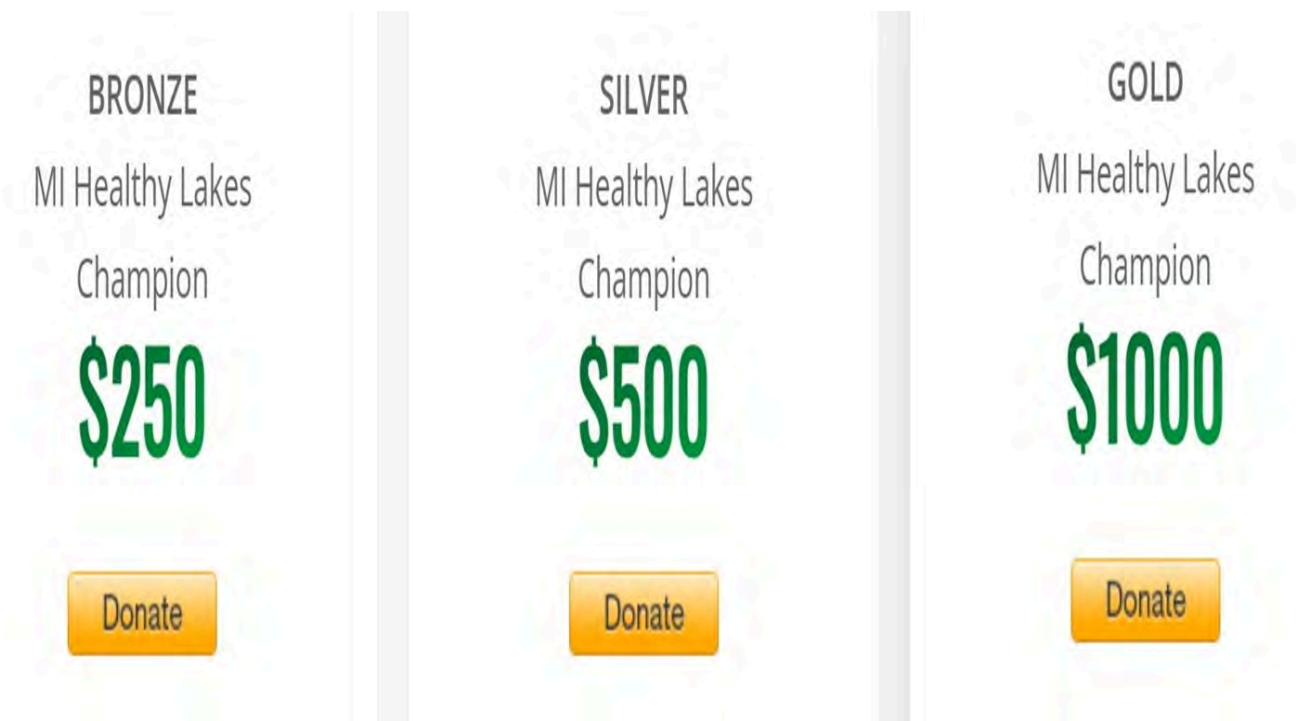 BRONZE
MI Healthy Lakes
Champion
$250
Donate
SILVER
MI Healthy Lakes
Champion
$500
Donate
GOLD
MI Healthy Lakes
Champion
$1000
Donate